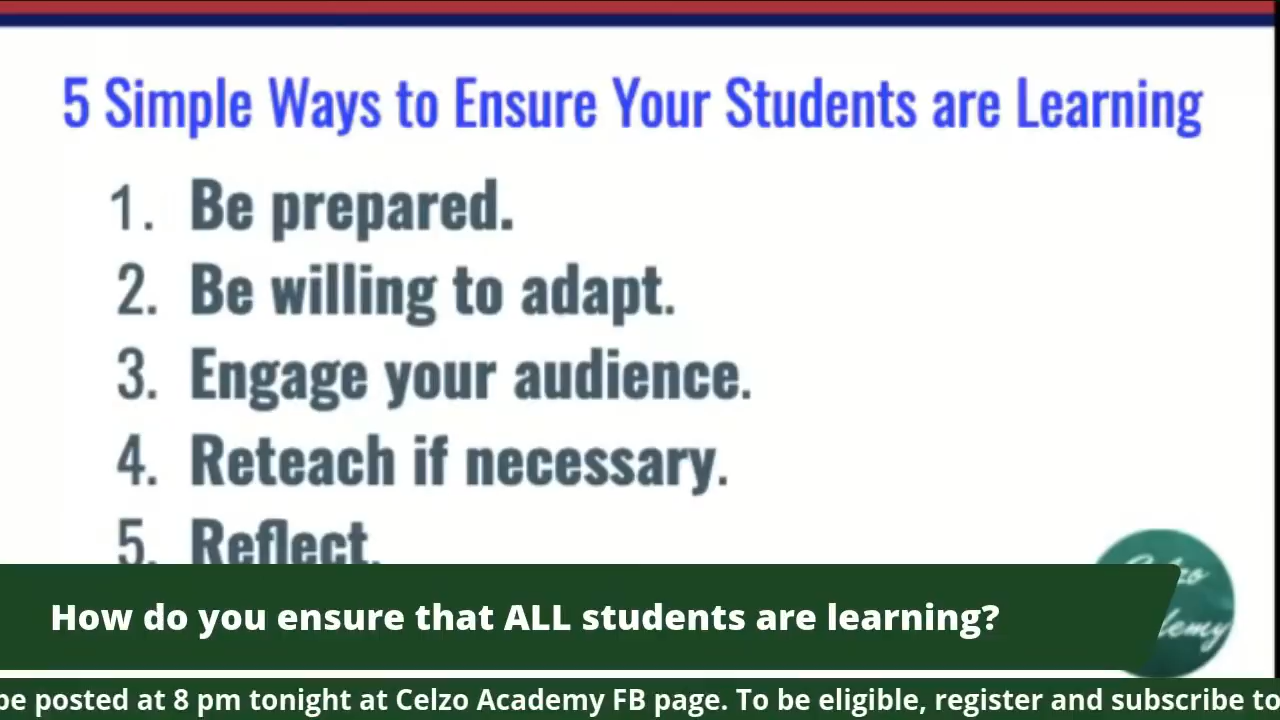 5 Simple Ways to Ensure Your Students are Learning
1. Be prepared.
2. Be willing to adapt.
3. Engage your audience.
4. Reteach if necessary.
5. Reflect.
How do you ensure that ALL students are learning?
be posted at 8 pm tonight at Celzo Academy FB page. To be eligible, register and subscribe to